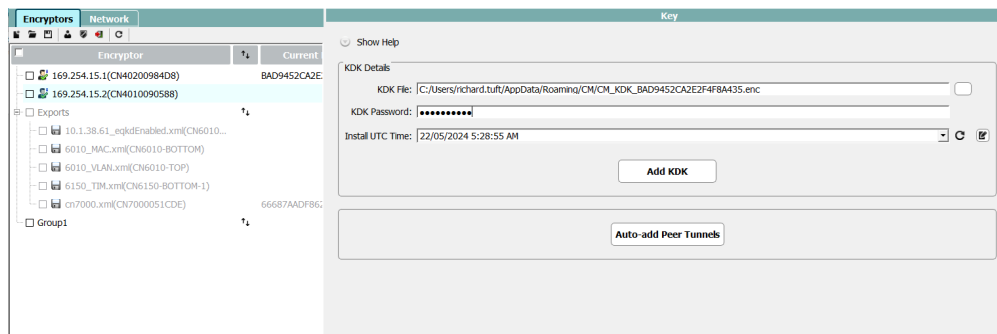 Encryptors Network
Key
Show Help
Encryptor
Current
169.254.15.1(CN40200984D8)
BAD9452CA2E
169.254.15.2(CN4010090588)
Exports
10.1.38.61_eqkdEnabled.xml(CN6010...
6010_MAC.xml(CN6010-BOTTOM)
6010_VLAN.xml(CN6010-TOP)
6150_TIM.xml(CN6150-BOTTOM-1)
cn7000.xml(CN7000051CDE)
66687AADF862
Group1
KDK Details
KDK File: C:/Users/richard.tuft/AppData/Roaming/CM/CM_KDK_BAD9452CA2E2F4F8A435.enc
KDK Password: ●●●●●●●●●●
Install UTC Time: 22/05/2024 5:28:55 AM
Add KDK
Auto-add Peer Tunnels